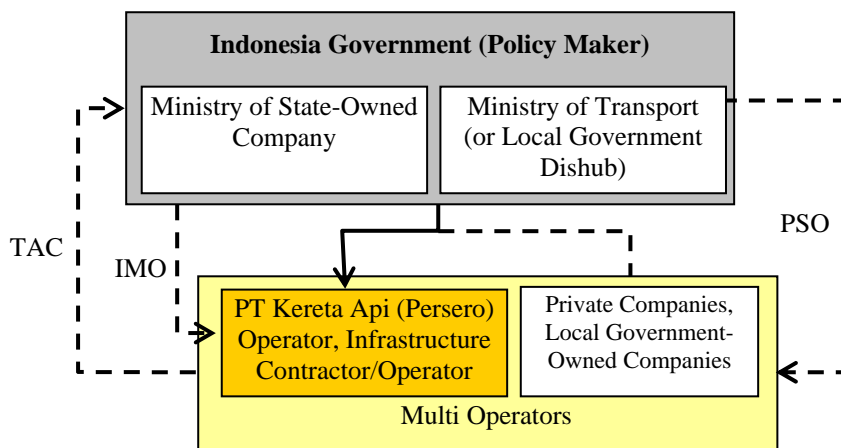 Indonesia Government (Policy Maker)
Ministry of State-Owned
Company
Ministry of Transport
(or Local Government
Dishub)
TAC
IMO
PSO
PT Kereta Api (Persero)
Operator, Infrastructure
Contractor/Operator
Private Companies,
Local Government-
Owned Companies
Multi Operators